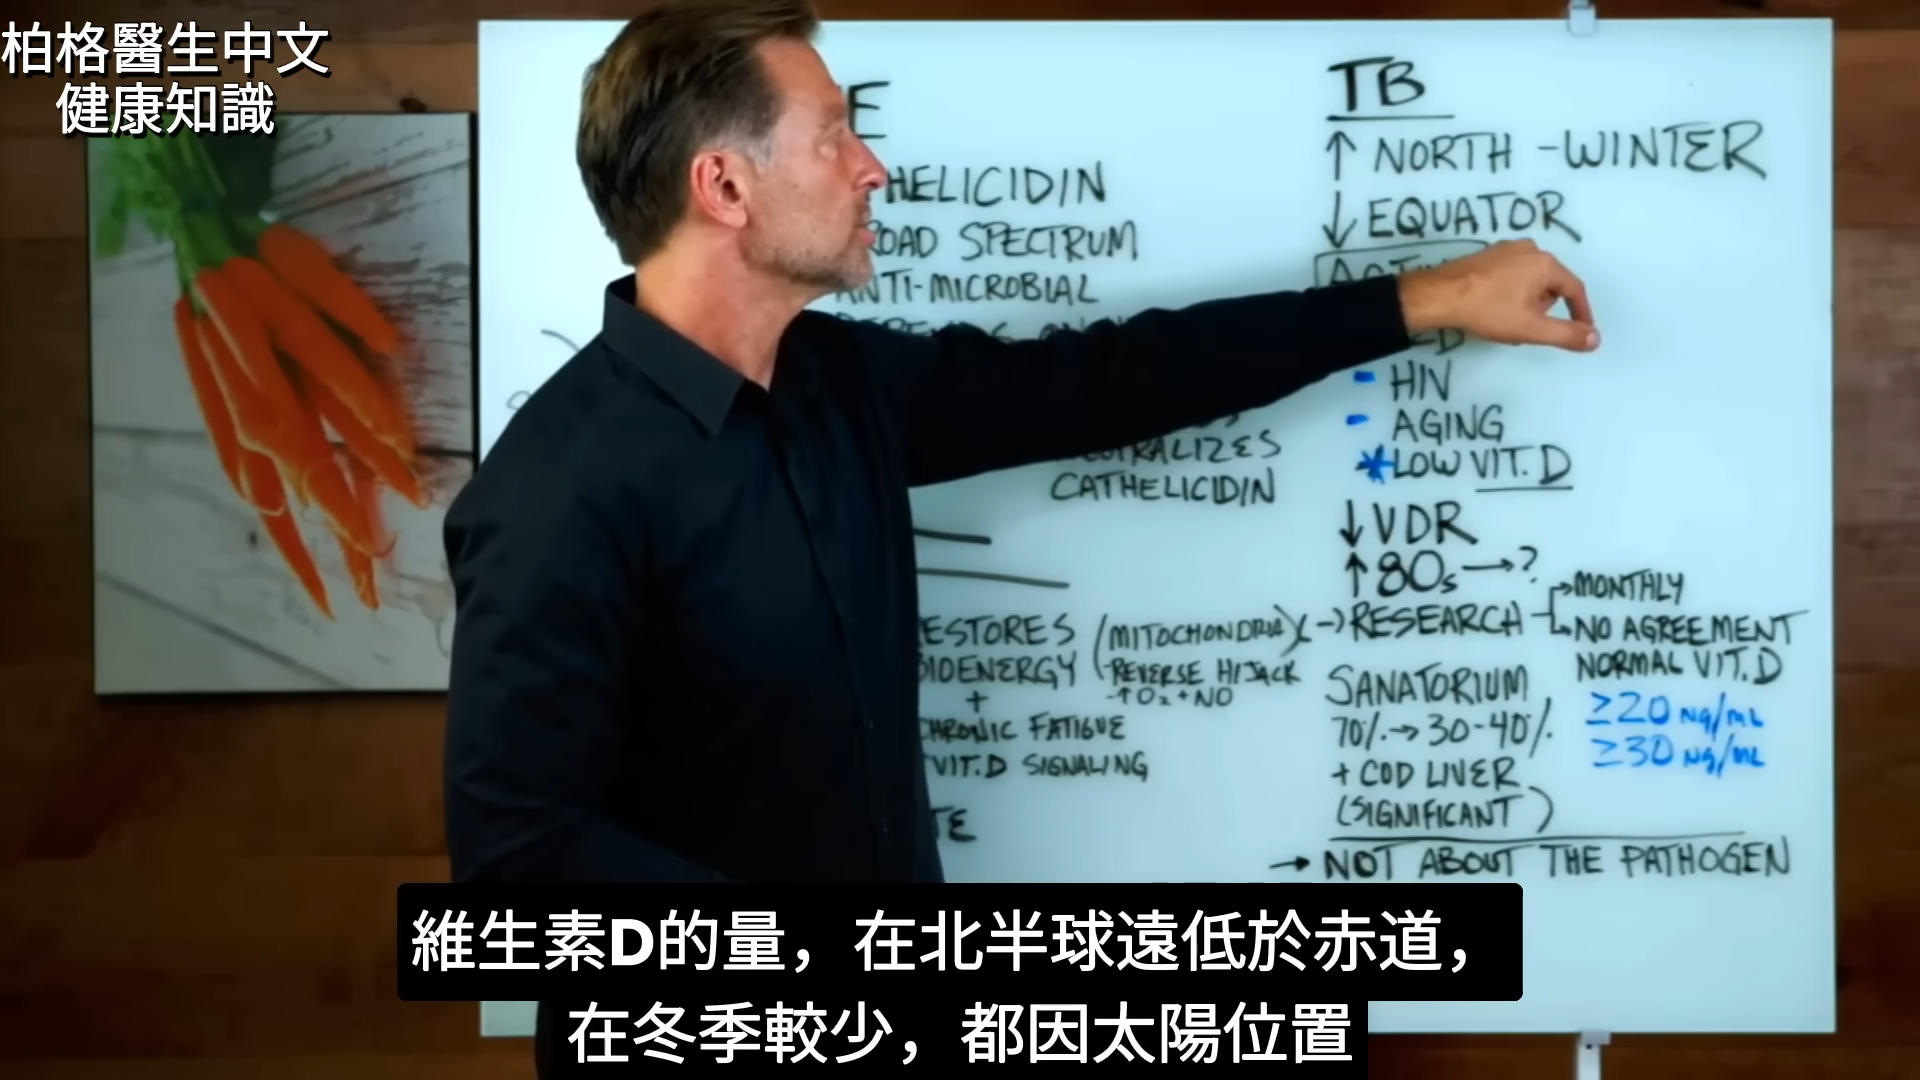 柏格醫生中文
健康知識
E
HELICIDIN
ROAD SPECTRUM
ANTI-MICROBIAL
CATHELICIDIN
ESTORES
BIOENERGY
+
CHRONIC FATIGUE
VIT.D SIGNALING
TE
(MITOCHONDRIA)
-REVERSE HIJACK
-↑O₂+NO
TB
↑ NORTH -WINTER
↓ EQUATOR
- HIV
- AGING
*LOW VIT. D
↓ VDR
↑ 80s → ?
→ RESEARCH
→MONTHLY
→NO AGREEMENT
NORMAL VIT. D
≥20 ng/mL
≥30 ng/mL
SANATORIUM
70% → 30-40%
+ COD LIVER
(SIGNIFICANT)
→ NOT ABOUT THE PATHOGEN
維生素D的量，在北半球遠低於赤道，
在冬季較少，都因太陽位置